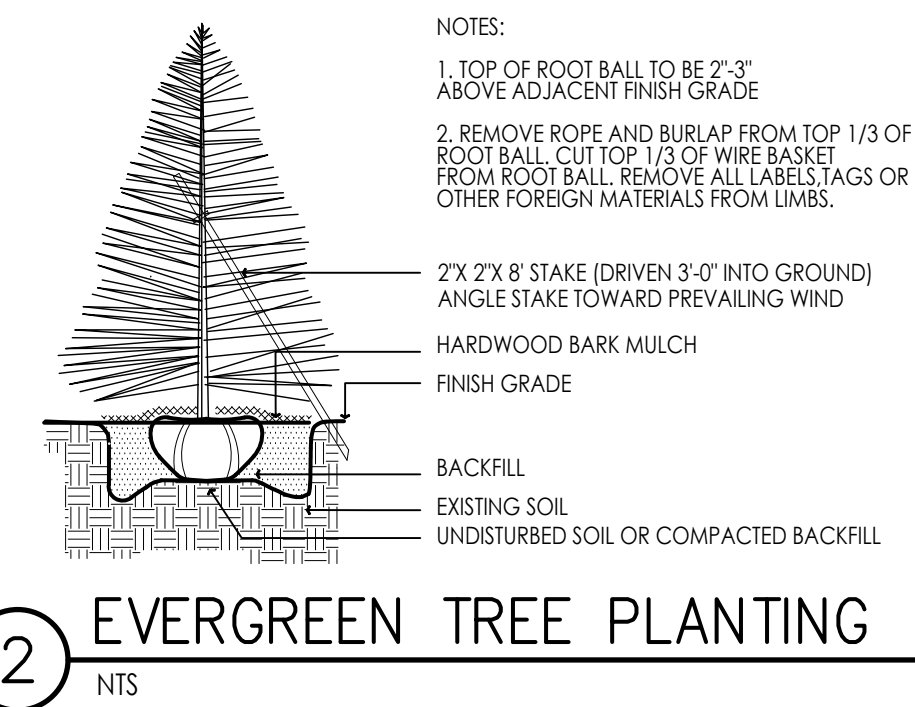 NOTES:
1. TOP OF ROOT BALL TO BE 2"-3"
ABOVE ADJACENT FINISH GRADE
2. REMOVE ROPE AND BURLAP FROM TOP 1/3 OF
ROOT BALL. CUT TOP 1/3 OF WIRE BASKET
FROM ROOT BALL. REMOVE ALL LABELS,TAGS OR
OTHER FOREIGN MATERIALS FROM LIMBS.
2"X 2"X 8' STAKE (DRIVEN 3'-0" INTO GROUND)
ANGLE STAKE TOWARD PREVAILING WIND
HARDWOOD BARK MULCH
FINISH GRADE
BACKFILL
EXISTING SOIL
UNDISTURBED SOIL OR COMPACTED BACKFILL
2 EVERGREEN TREE PLANTING
NTS